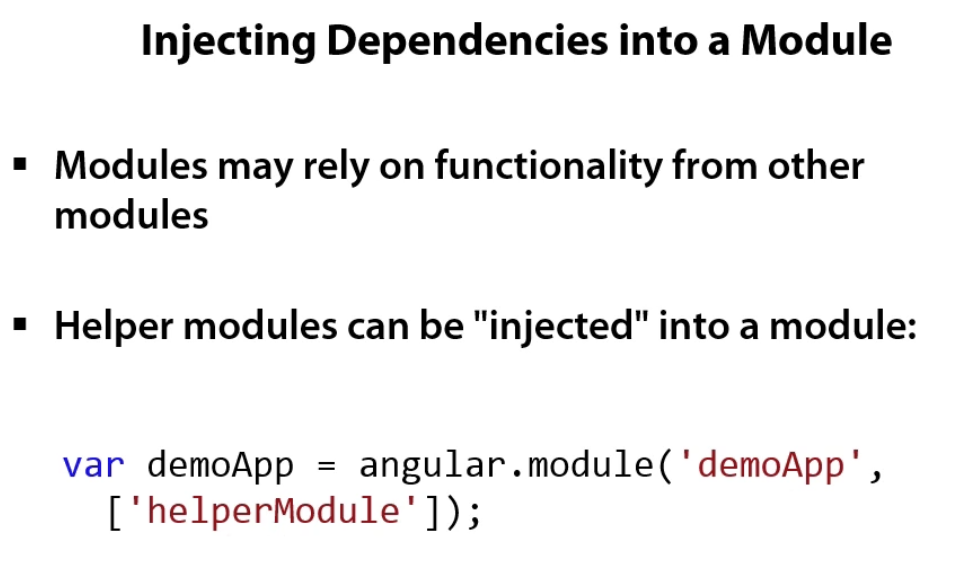 Injecting Dependencies into a Module
▪ Modules may rely on functionality from other
modules
▪ Helper modules can be "injected" into a module:
var demoApp = angular.module('demoApp',
['helperModule']);